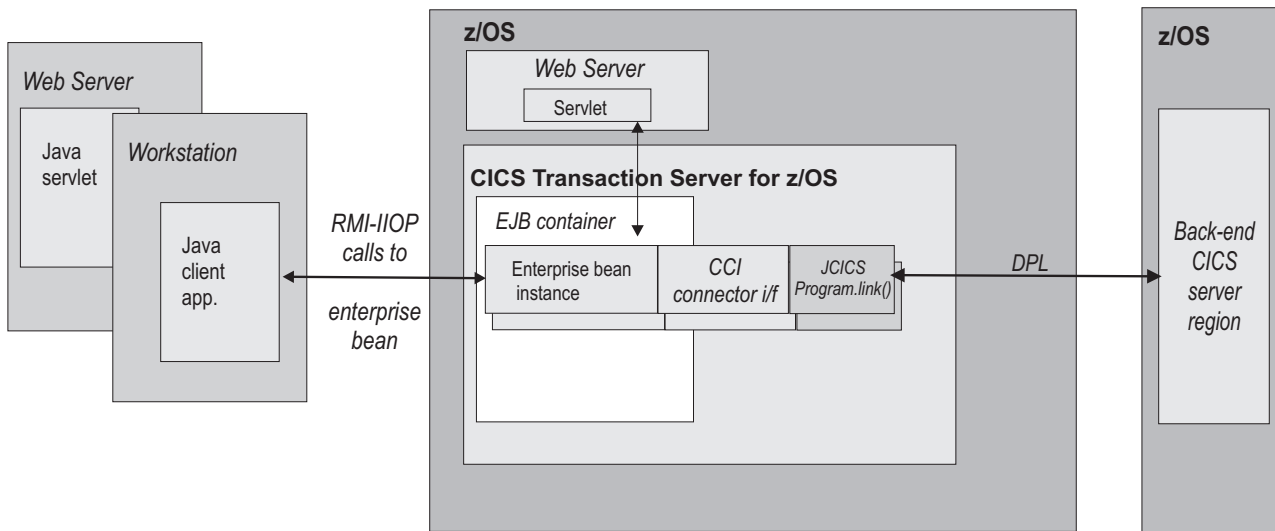 Web Server
Java
servlet
Workstation
Java
client
app.
RMI-IIOP
calls to
enterprise
bean
z/OS
Web Server
Servlet
CICS Transaction Server for z/OS
EJB container
Enterprise bean
instance
CCI
connector i/f
JCICS
Program.link()
DPL
z/OS
Back-end
CICS
server
region